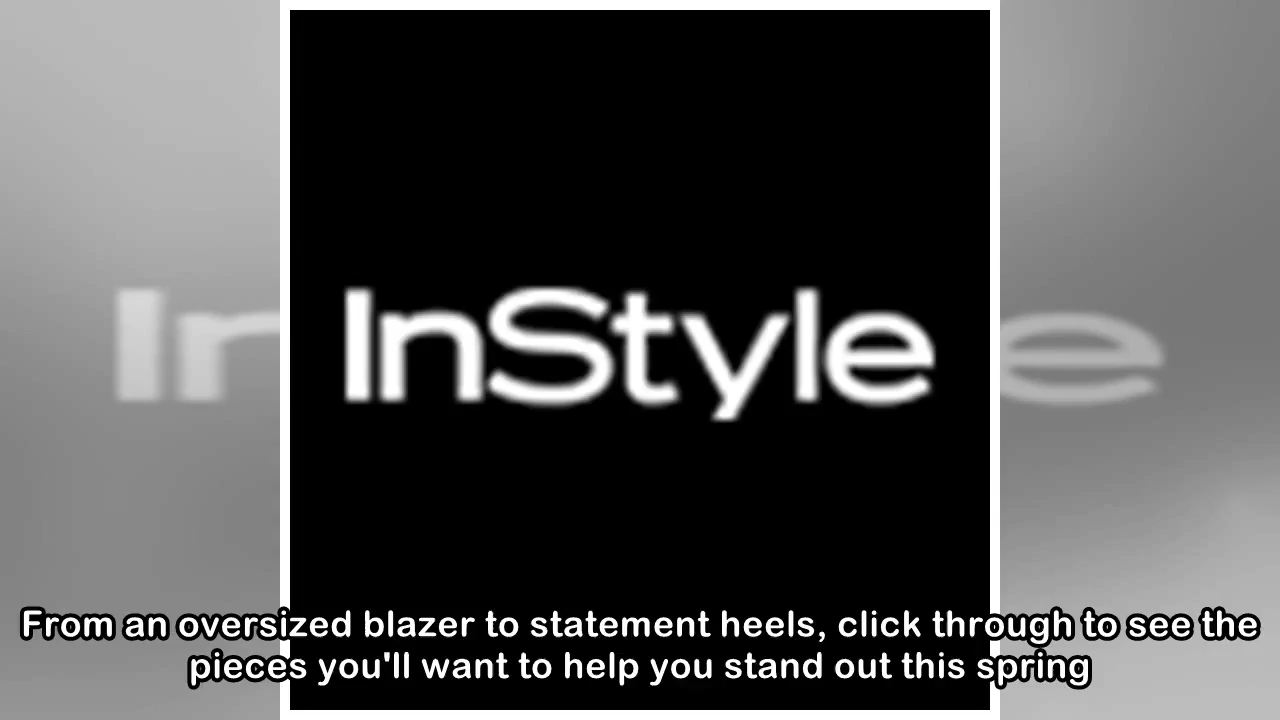 InStyle
From an oversized blazer to statement heels, click through to see the
pieces you'll want to help you stand out this spring